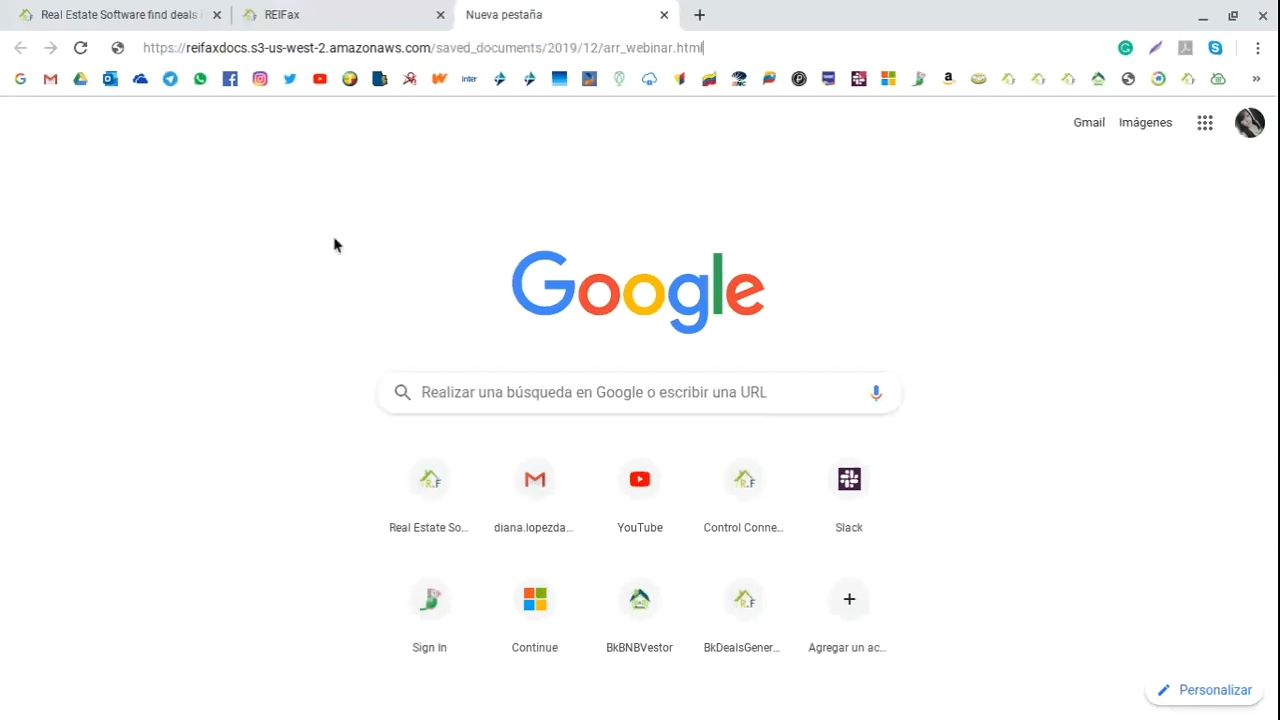 Real Estate Software find deals
REIFax
Nueva pestaña
https://reifaxdocs.s3-us-west-2.amazonaws.com/saved_documents/2019/12/arr_webinar.html
inter
Gmail
Imágenes
Google
Realizar una búsqueda en Google o escribir una URL
R.F
R.F
Real Estate So...
diana.lopezda...
YouTube
Control Conne...
Slack
R.F
Sign In
Continue
BkBNBVestor
BkDealsGener...
Agregar un ac...
Personalizar